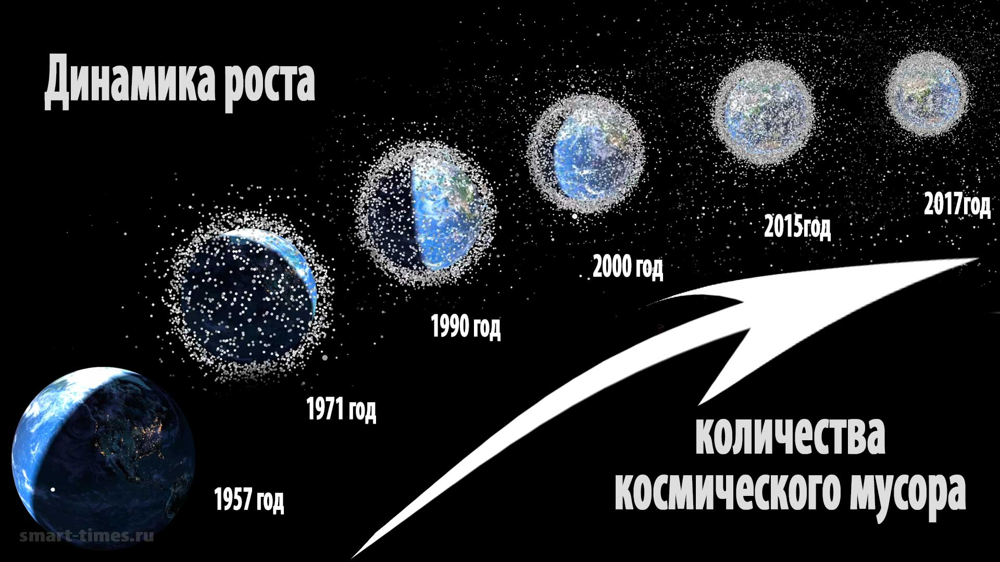 Динамика роста
2017год
2015год
2000 год
1990 год
1971 год
количества
космического мусора
1957 год
smart-times.ru